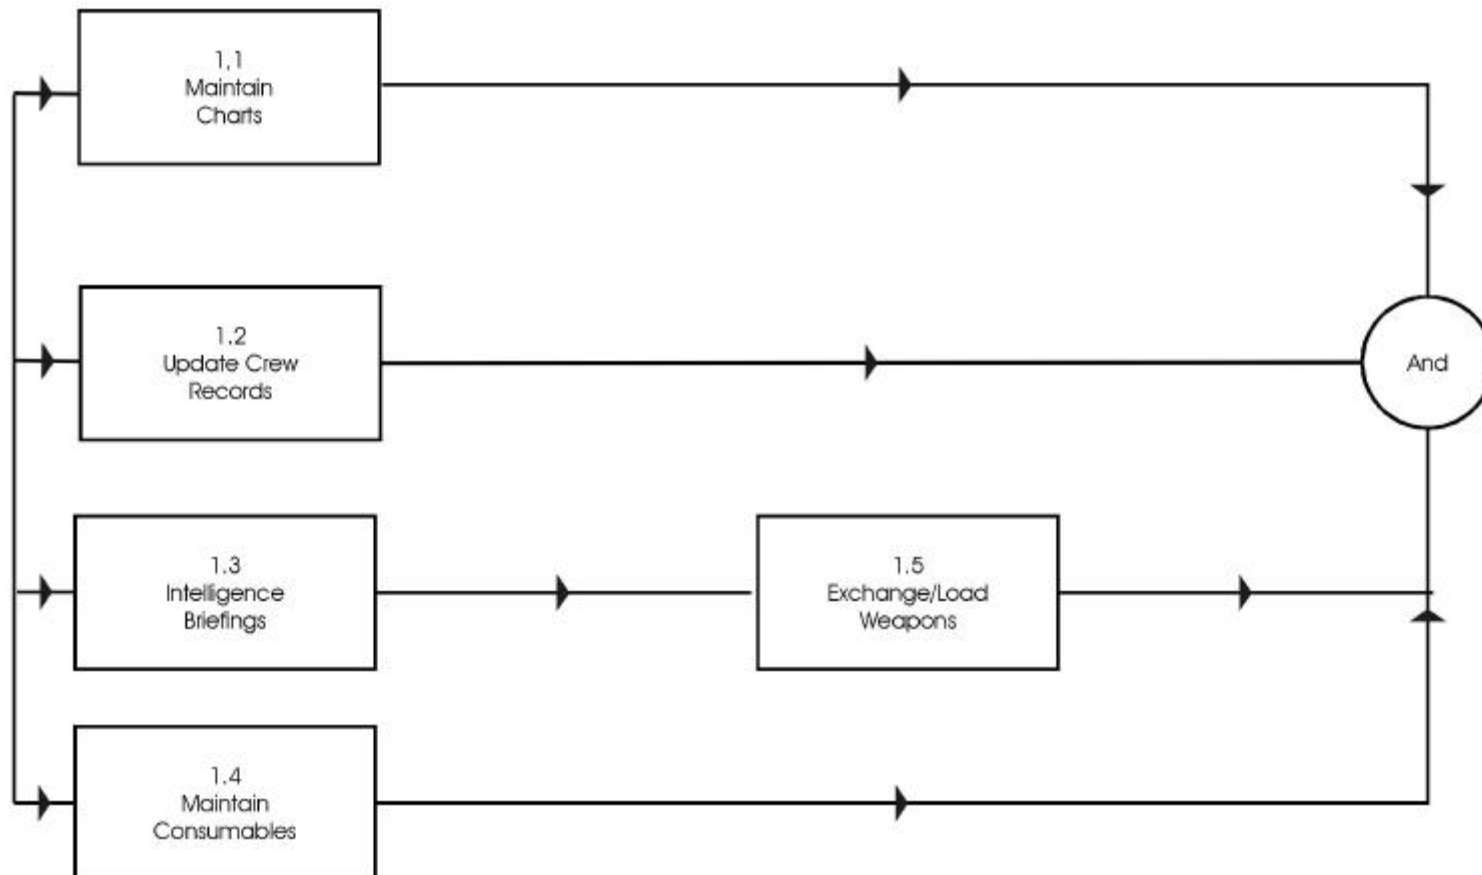 1,1
Maintain
Charts
1.2
Update Crew
Records
And
1.3
Intelligence
Briefings
1.5
Exchange/Load
Weapons
1.4
Maintain
Consumables